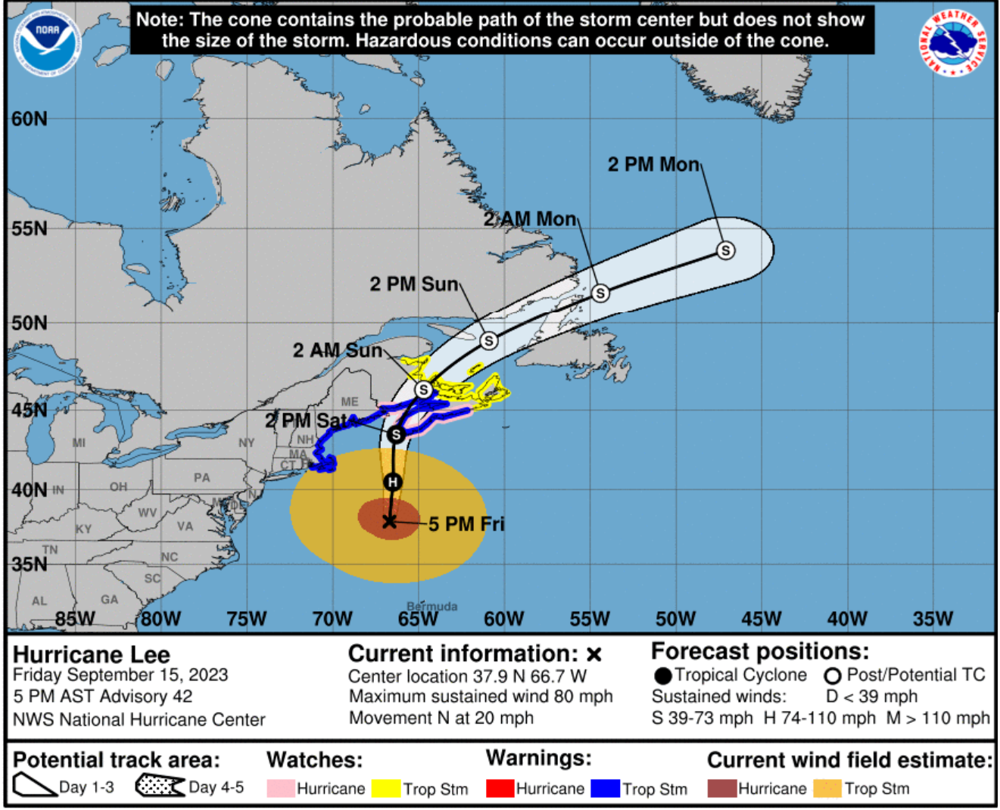 Note: The cone contains the probable path of the storm center but does not show
the size of the storm. Hazardous conditions can occur outside of the cone.
NOAA
NATIONAL WEATHER SERVICE
60N
2 PM Mon
2 AM Mon
55N
2 PM Sun
50N
2 AM Sun
ME
45N
2 PM Sat
MI
NY
NH
MA
CT
PA
OH
IN
40N
WV
VA
KY
5 PM Fri
TN
NC
35N
SC
AL
GA
Bermuda
85W 80W 75W 70W 65W 60W 55W 50W 45W 40W 35W
S
S
S
S
S
H
Hurricane Lee
Friday September 15, 2023
5 PM AST Advisory 42
NWS National Hurricane Center
Current information: ×
Center location 37.9 N 66.7 W
Maximum sustained wind 80 mph
Movement N at 20 mph
Forecast positions:
Tropical Cyclone Post/Potential TC
Sustained winds: D < 39 mph
S 39-73 mph H 74-110 mph M > 110 mph
Potential track area:
Day 1-3 Day 4-5
Watches:
Hurricane Trop Stm
Warnings:
Hurricane Trop Stm
Current wind field estimate:
Hurricane Trop Stm